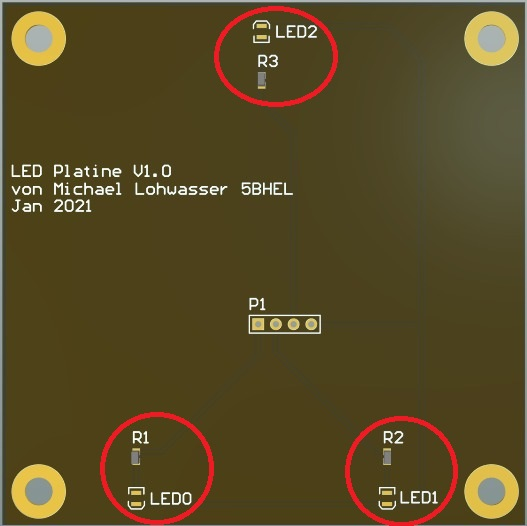 LED2
R3
LED Platine V1.0
von Michael Lohwasser 5BHEL
Jan 2021
P1
R1
R2
LED0
LED1